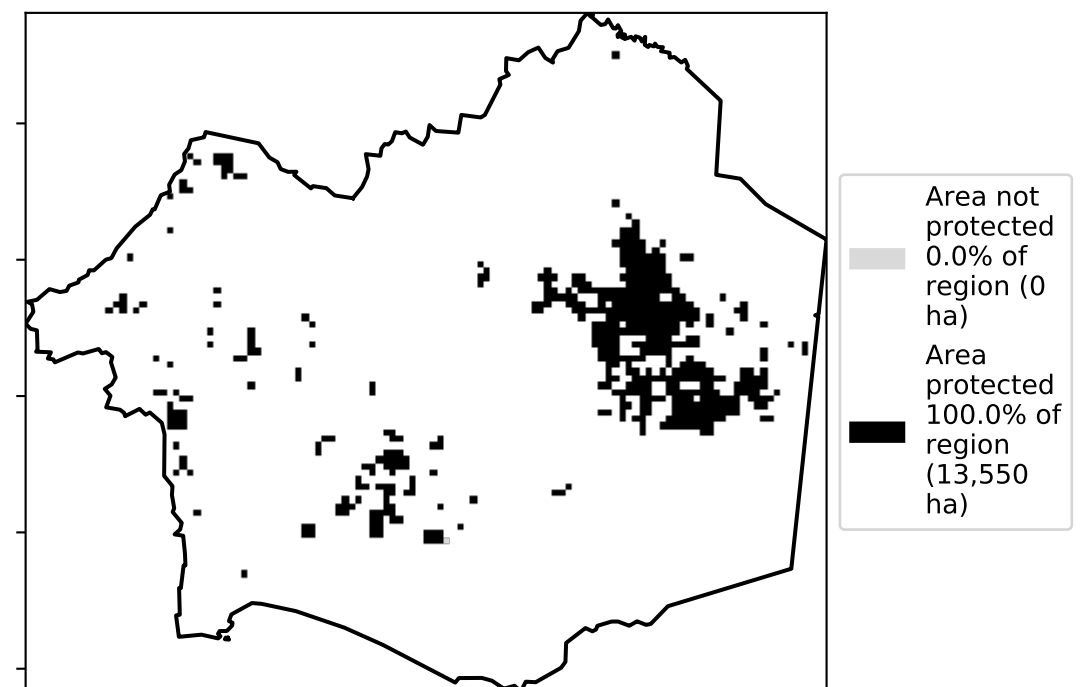 Area not
protected
0.0% of
region (0
ha)
Area
protected
100.0% of
region
(13,550
ha)